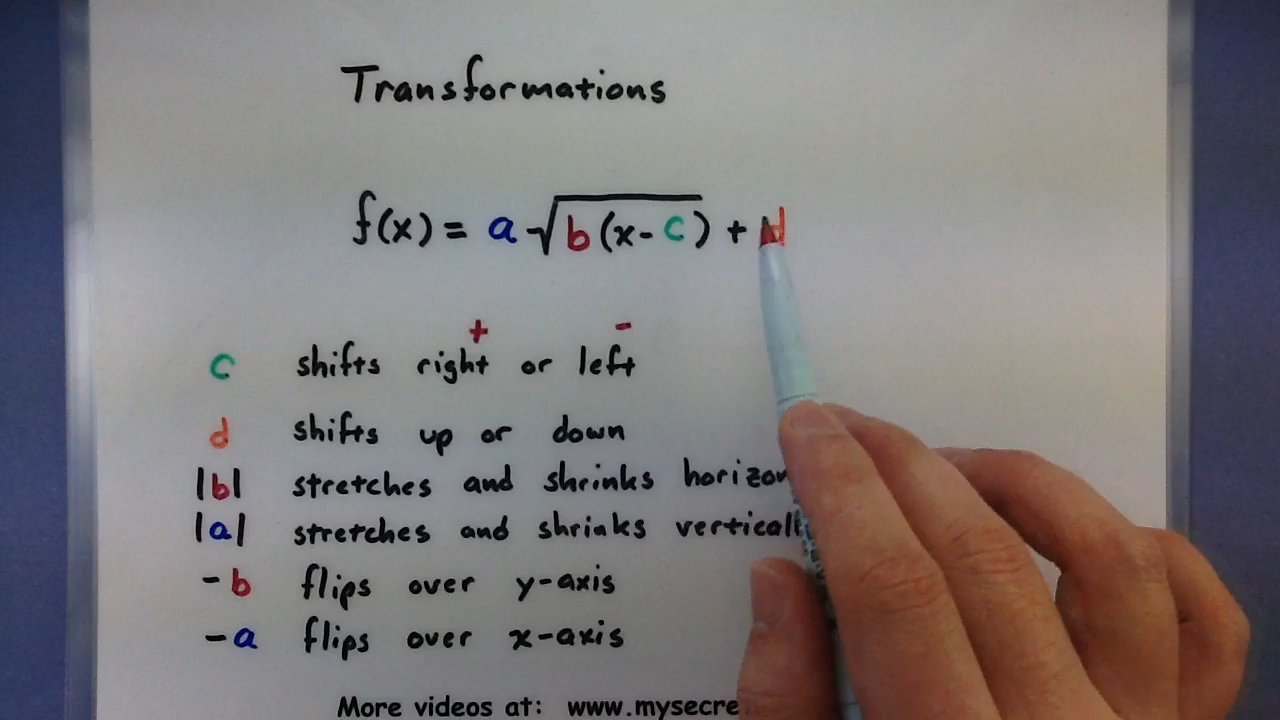 Transformations
f(x) = a√b(x-c) + d
+ -
c shifts right or left
d shifts up or down
|b| stretches and shrinks
|a| stretches and shrinks
-b flips over y-axis
-a flips over x-axis
More videos at: